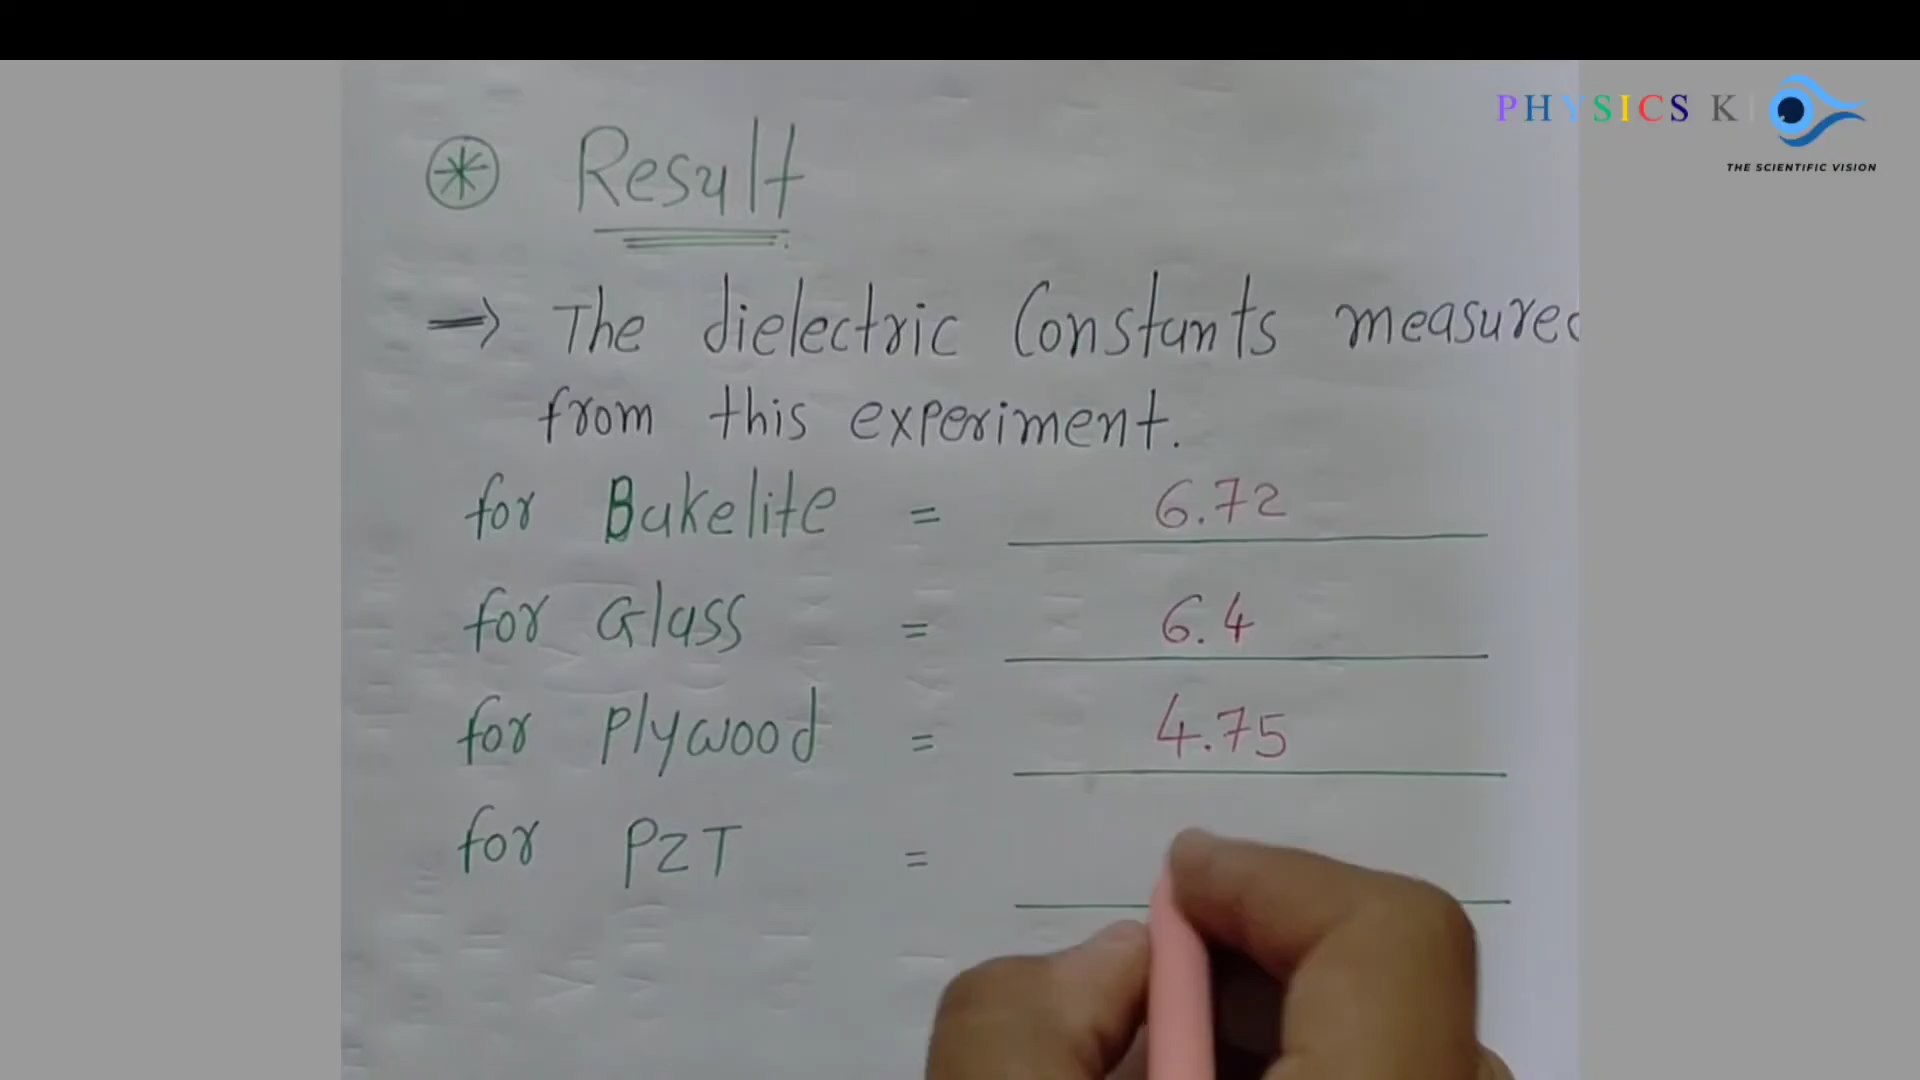 PHYSICS K
THE SCIENTIFIC VISION
Result
→ The dielectric Constants measured
from this experiment.
for Bakelite = 6.72
for Glass = 6.4
for Plywood = 4.75
for PZT =